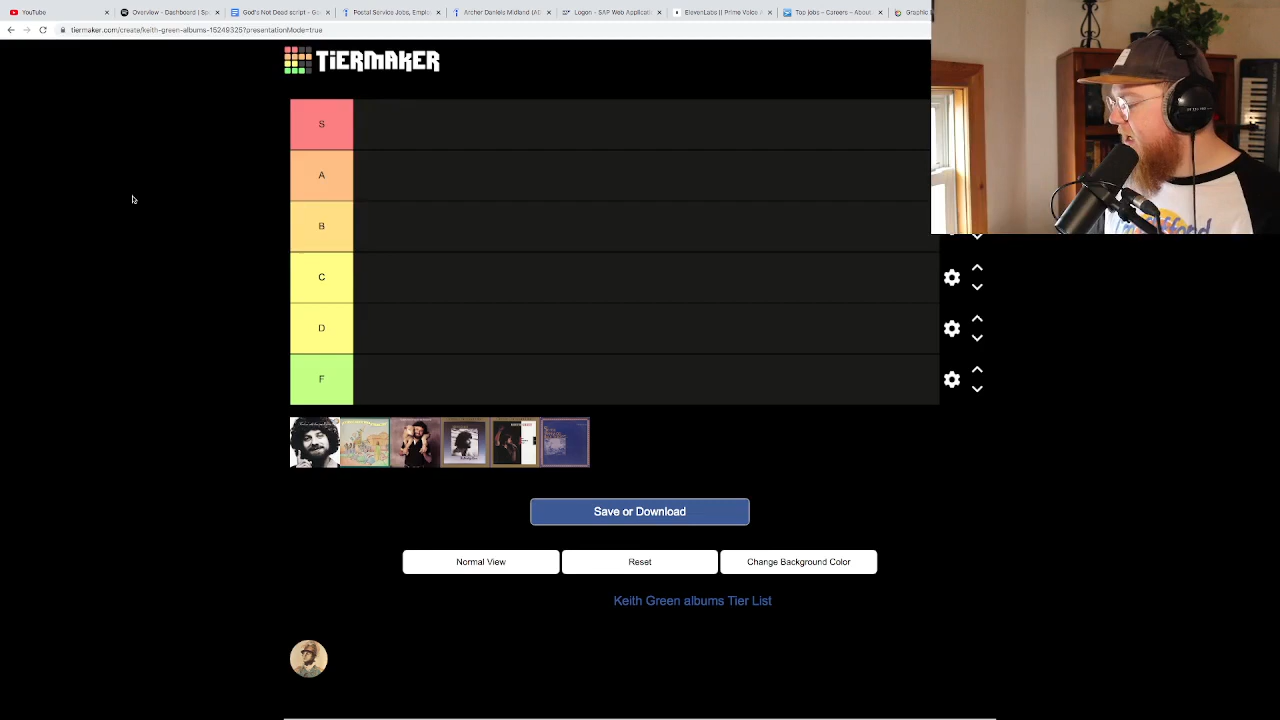 YouTube
Overview – Dashboard | Sp
God's Not Dead script - Go
Postal Service Jobs, Emplo
Archer Daniels Midland (AD
Logon - SAP Web Applicati
ElevenLabs | Prime Voice A
Top jobs – Careers – About
Graphic
tiermaker.com/create/keith-green-albums-15249325?presentationMode=true
TIERMAKER
S
A
B
C
D
F
Save or Download
Normal View
Reset
Change Background Color
Keith Green albums Tier List